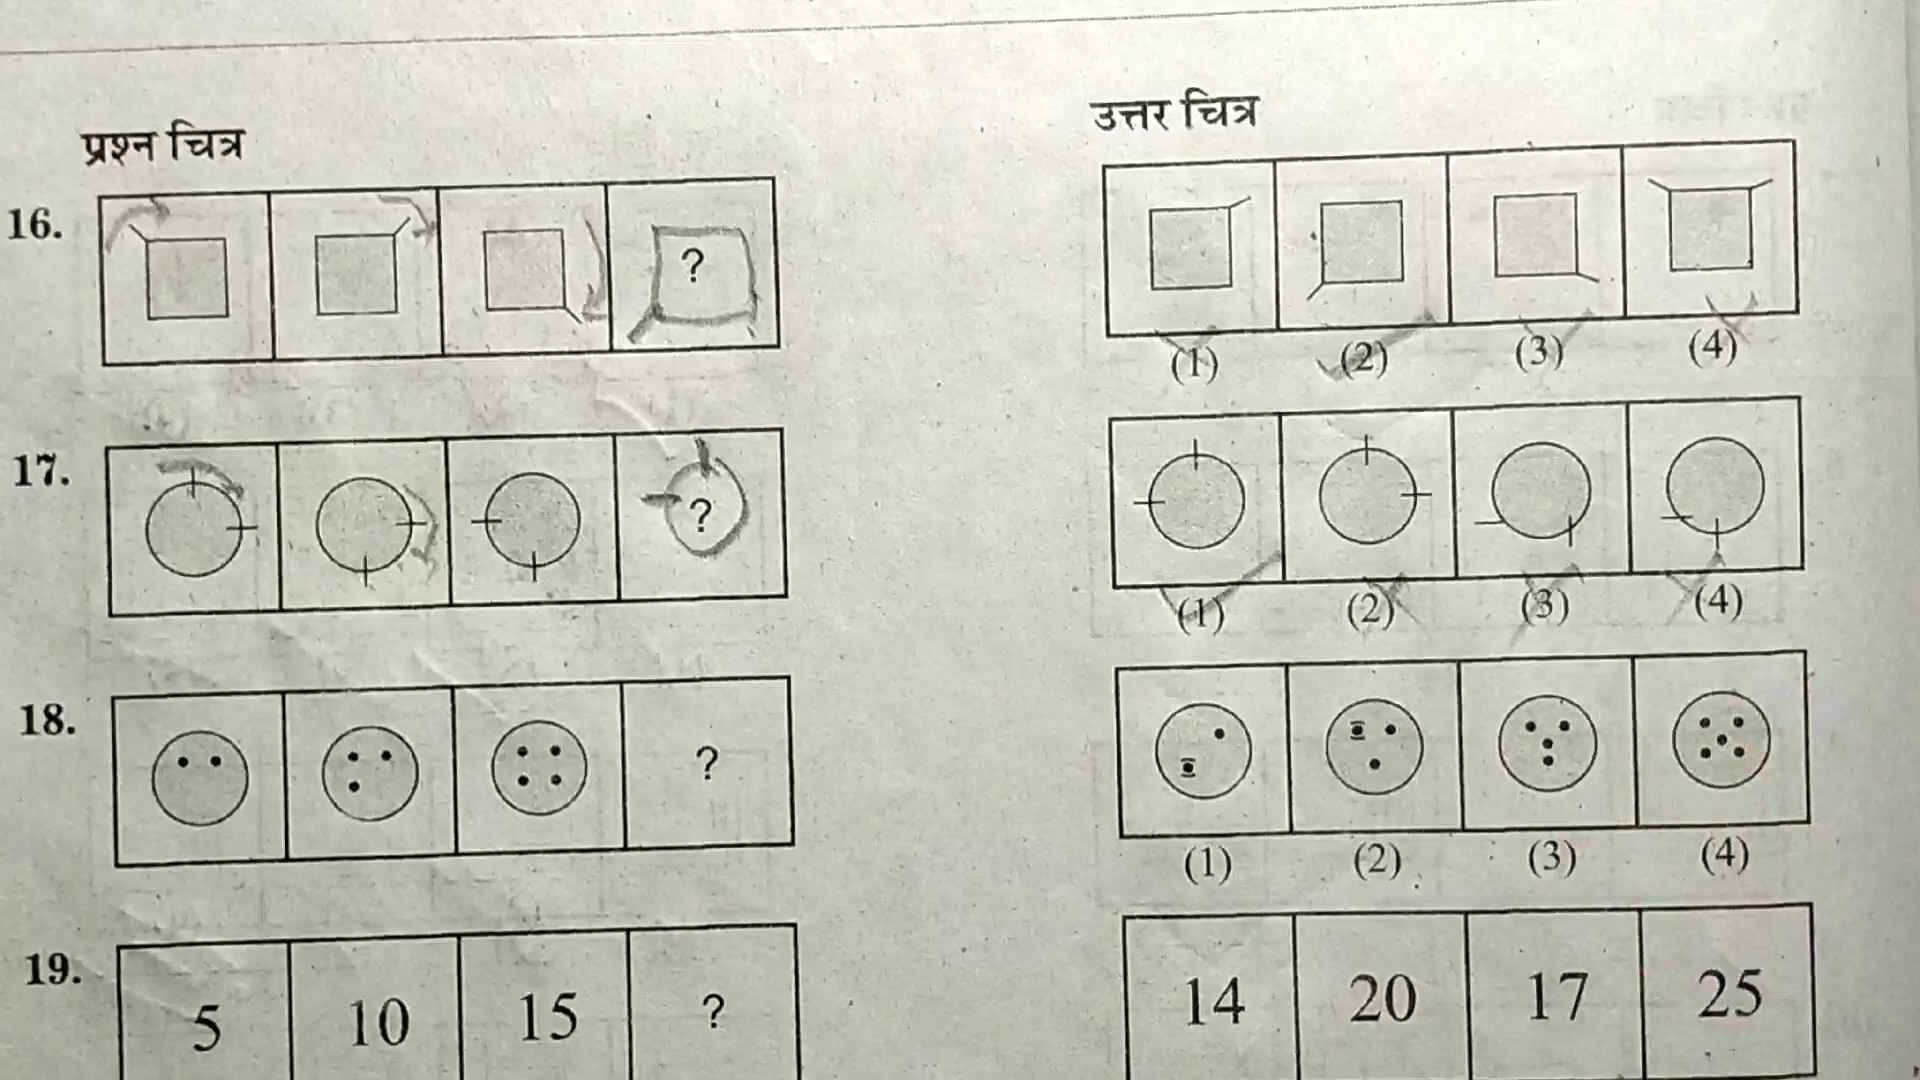 प्रश्न चित्र
उत्तर चित्र
16.
?
(1) (2) (3) (4)
17.
?
(1) (2) (3) (4)
18.
?
(1) (2) (3) (4)
19.
5 10 15 ?
14 20 17 25